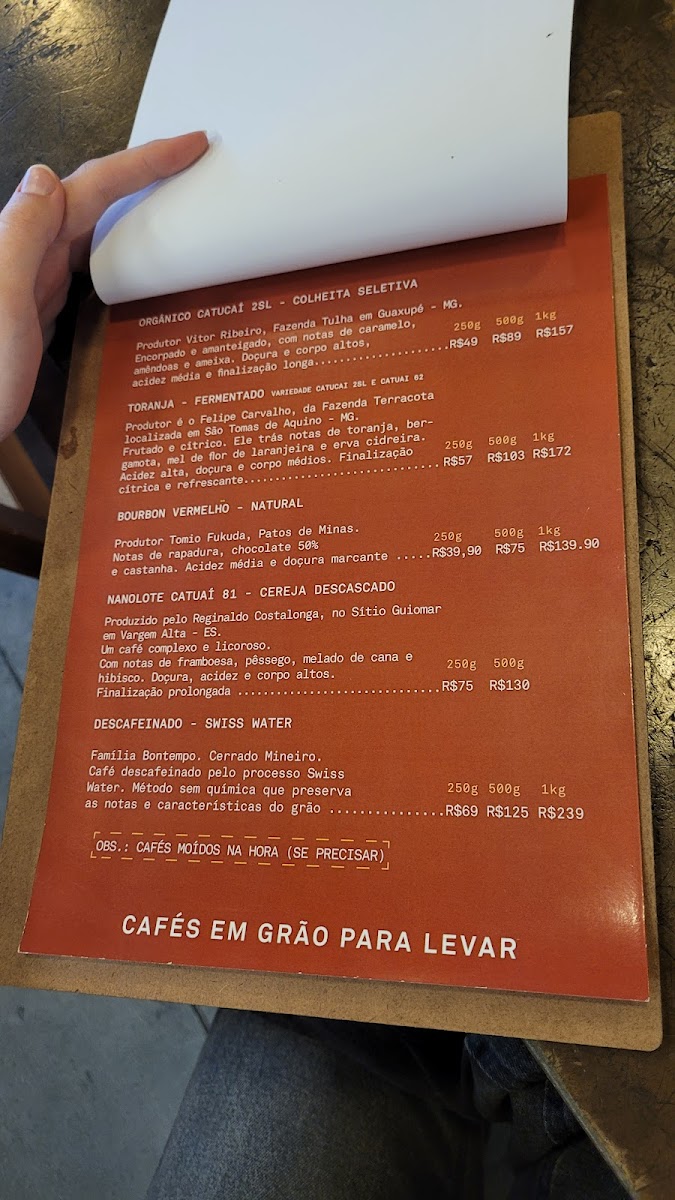 ORGÂNICO CATUCAÍ 2SL - COLHEITA SELETIVA
Produtor Vitor Ribeiro, Fazenda Tulha em Guaxupé - MG.
Encorpado e amanteigado, com notas de caramelo,
amêndoas e ameixa. Doçura e corpo altos, 250g 500g 1kg
acidez média e finalização longa....................R$49 R$89 R$157
TORANJA - FERMENTADO VARIEDADE CATUCAI 2SL E CATUAI 62
Produtor é o Felipe Carvalho, da Fazenda Terracota
localizada em São Tomas de Aquino - MG.
Frutado e cítrico. Ele trás notas de toranja, ber-
gamota, mel de flor de laranjeira e erva cidreira.
Acidez alta, doçura e corpo médios. Finalização 250g 500g 1kg
cítrica e refrescante.............................R$57 R$103 R$172
BOURBON VERMELHO - NATURAL
Produtor Tomio Fukuda, Patos de Minas.
Notas de rapadura, chocolate 50% 250g 500g 1kg
e castanha. Acidez média e doçura marcante .....R$39,90 R$75 R$139.90
NANOLOTE CATUAÍ 81 - CEREJA DESCASCADO
Produzido pelo Reginaldo Costalonga, no Sítio Guiomar
em Vargem Alta - ES.
Um café complexo e licoroso.
Com notas de framboesa, pêssego, melado de cana e
hibisco. Doçura, acidez e corpo altos. 250g 500g
Finalização prolongada .............................R$75 R$130
DESCAFEINADO - SWISS WATER
Família Bontempo. Cerrado Mineiro.
Café descafeinado pelo processo Swiss
Water. Método sem química que preserva 250g 500g 1kg
as notas e características do grão ................R$69 R$125 R$239
OBS.: CAFÉS MOÍDOS NA HORA (SE PRECISAR)
CAFÉS EM GRÃO PARA LEVAR